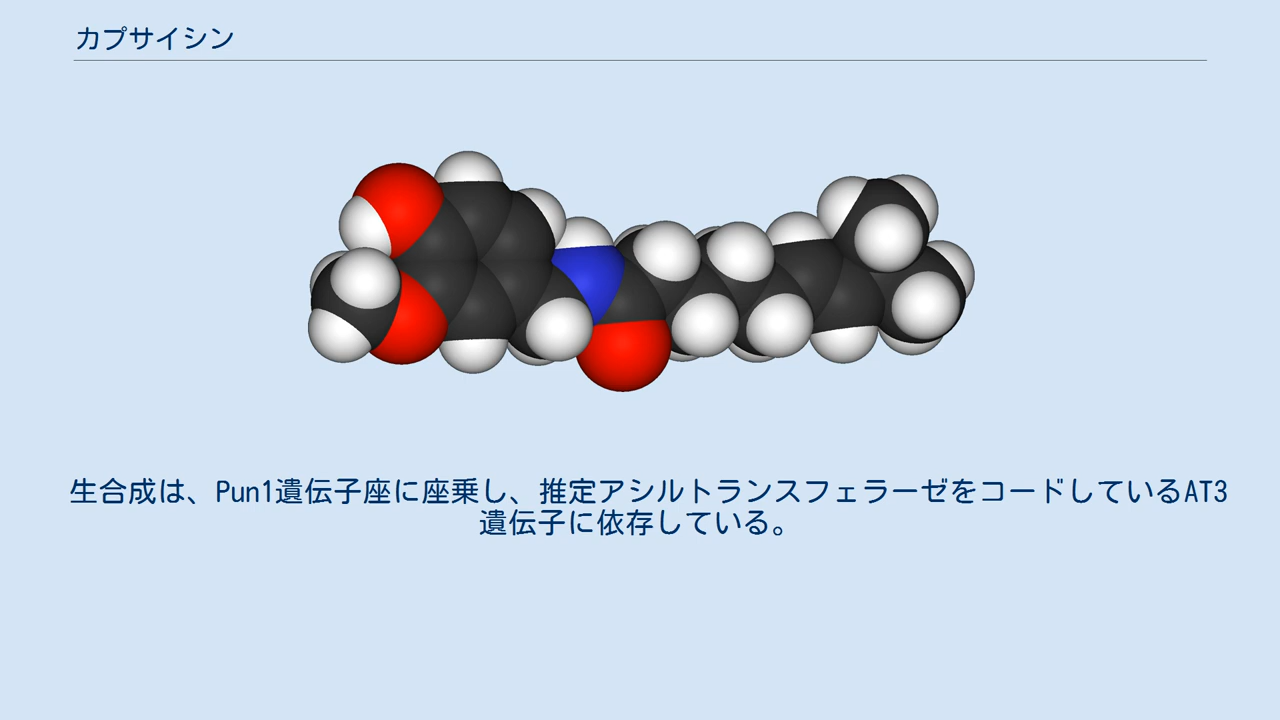 カプサイシン
生合成は、Pun1遺伝子座に座乗し、推定アシルトランスフェラーゼをコードしているAT3
遺伝子に依存している。